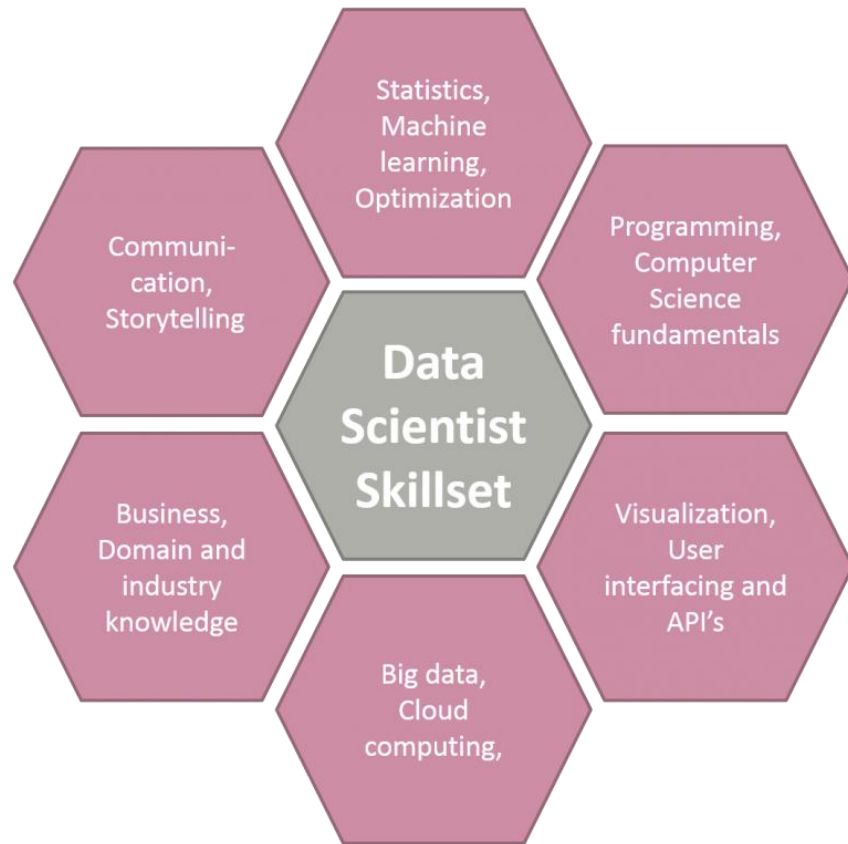 Statistics,
Machine
learning,
Optimization
Programming,
Computer
Science
fundamentals
Visualization,
User
interfacing and
API’s
Big data,
Cloud
computing,
Business,
Domain and
industry
knowledge
Communi-
cation,
Storytelling
Data
Scientist
Skillset